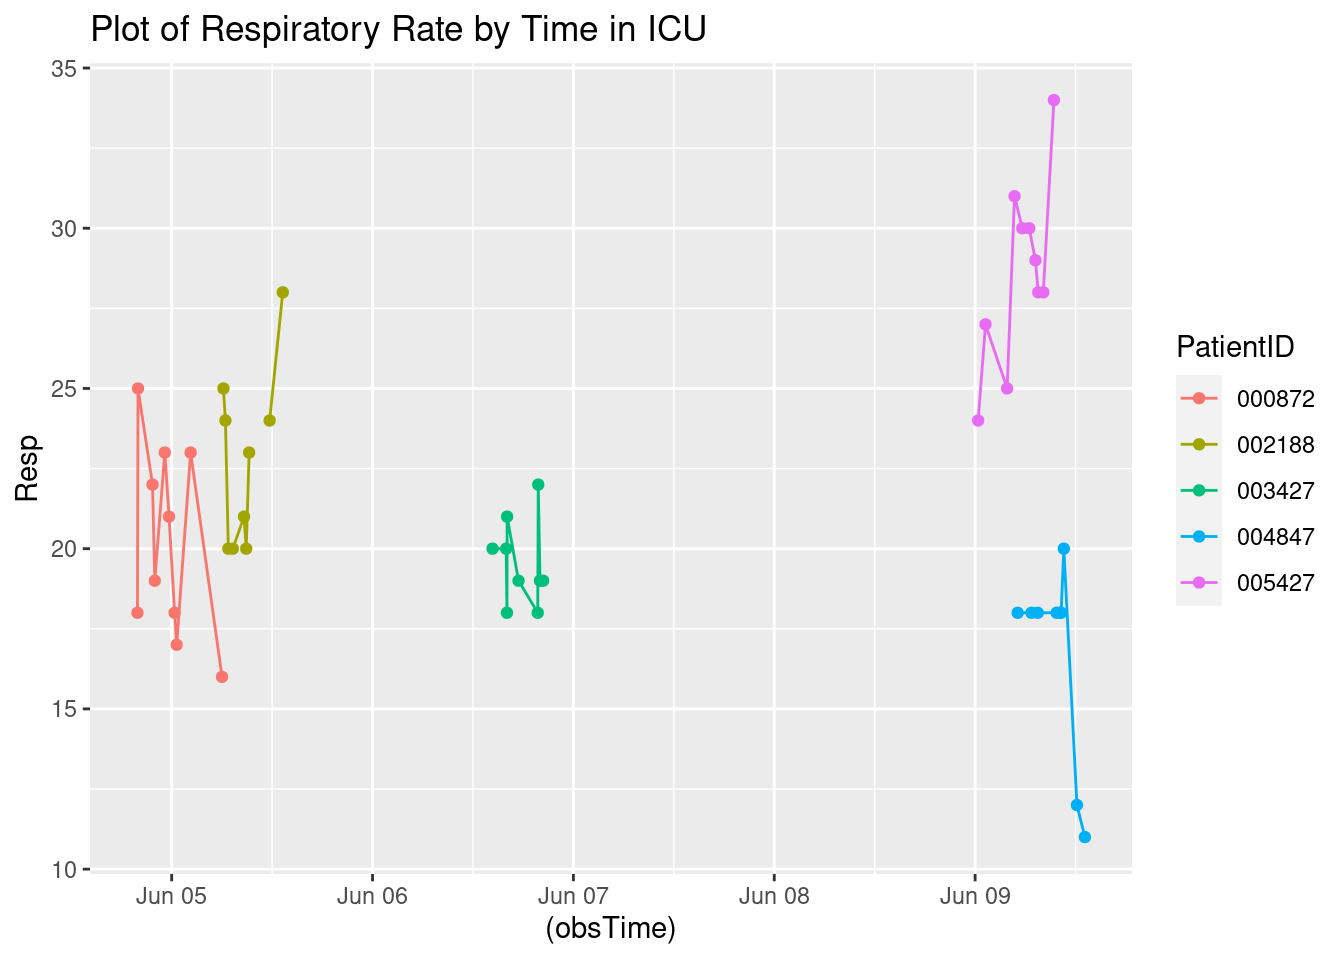 Plot of Respiratory Rate by Time in ICU
35
30
25
20
15
10
Resp
Jun 05
Jun 06
Jun 07
Jun 08
Jun 09
(obsTime)
PatientID
000872
002188
003427
004847
005427